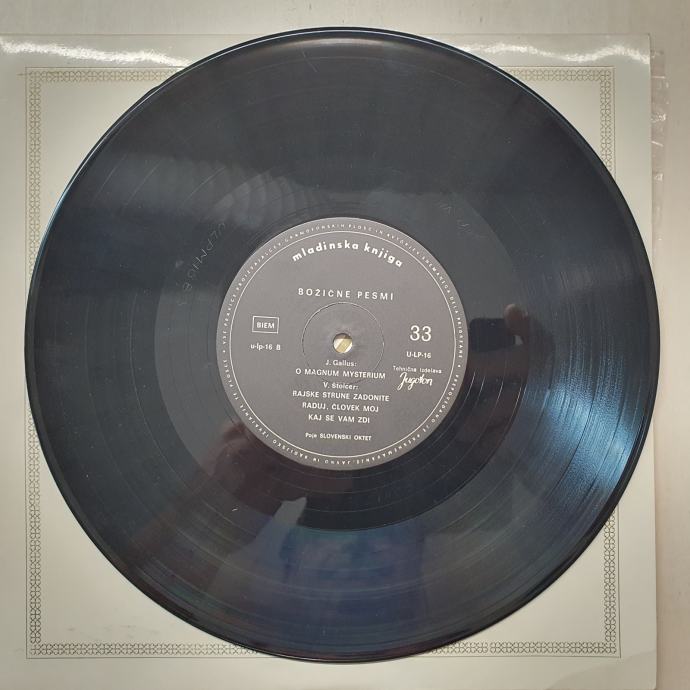 mladinska knjiga
BOŽIČNE PESMI
BIEM
33
u-lp-16 B
U-LP-16
J. Gallus:
O MAGNUM MYSTERIUM
Tehnična izdelava
Jugoton
V. Štolcer:
RAJSKE STRUNE ZADONITE
RADUJ, ČLOVEK MOJ
KAJ SE VAM ZDI
Poje SLOVENSKI OKTET